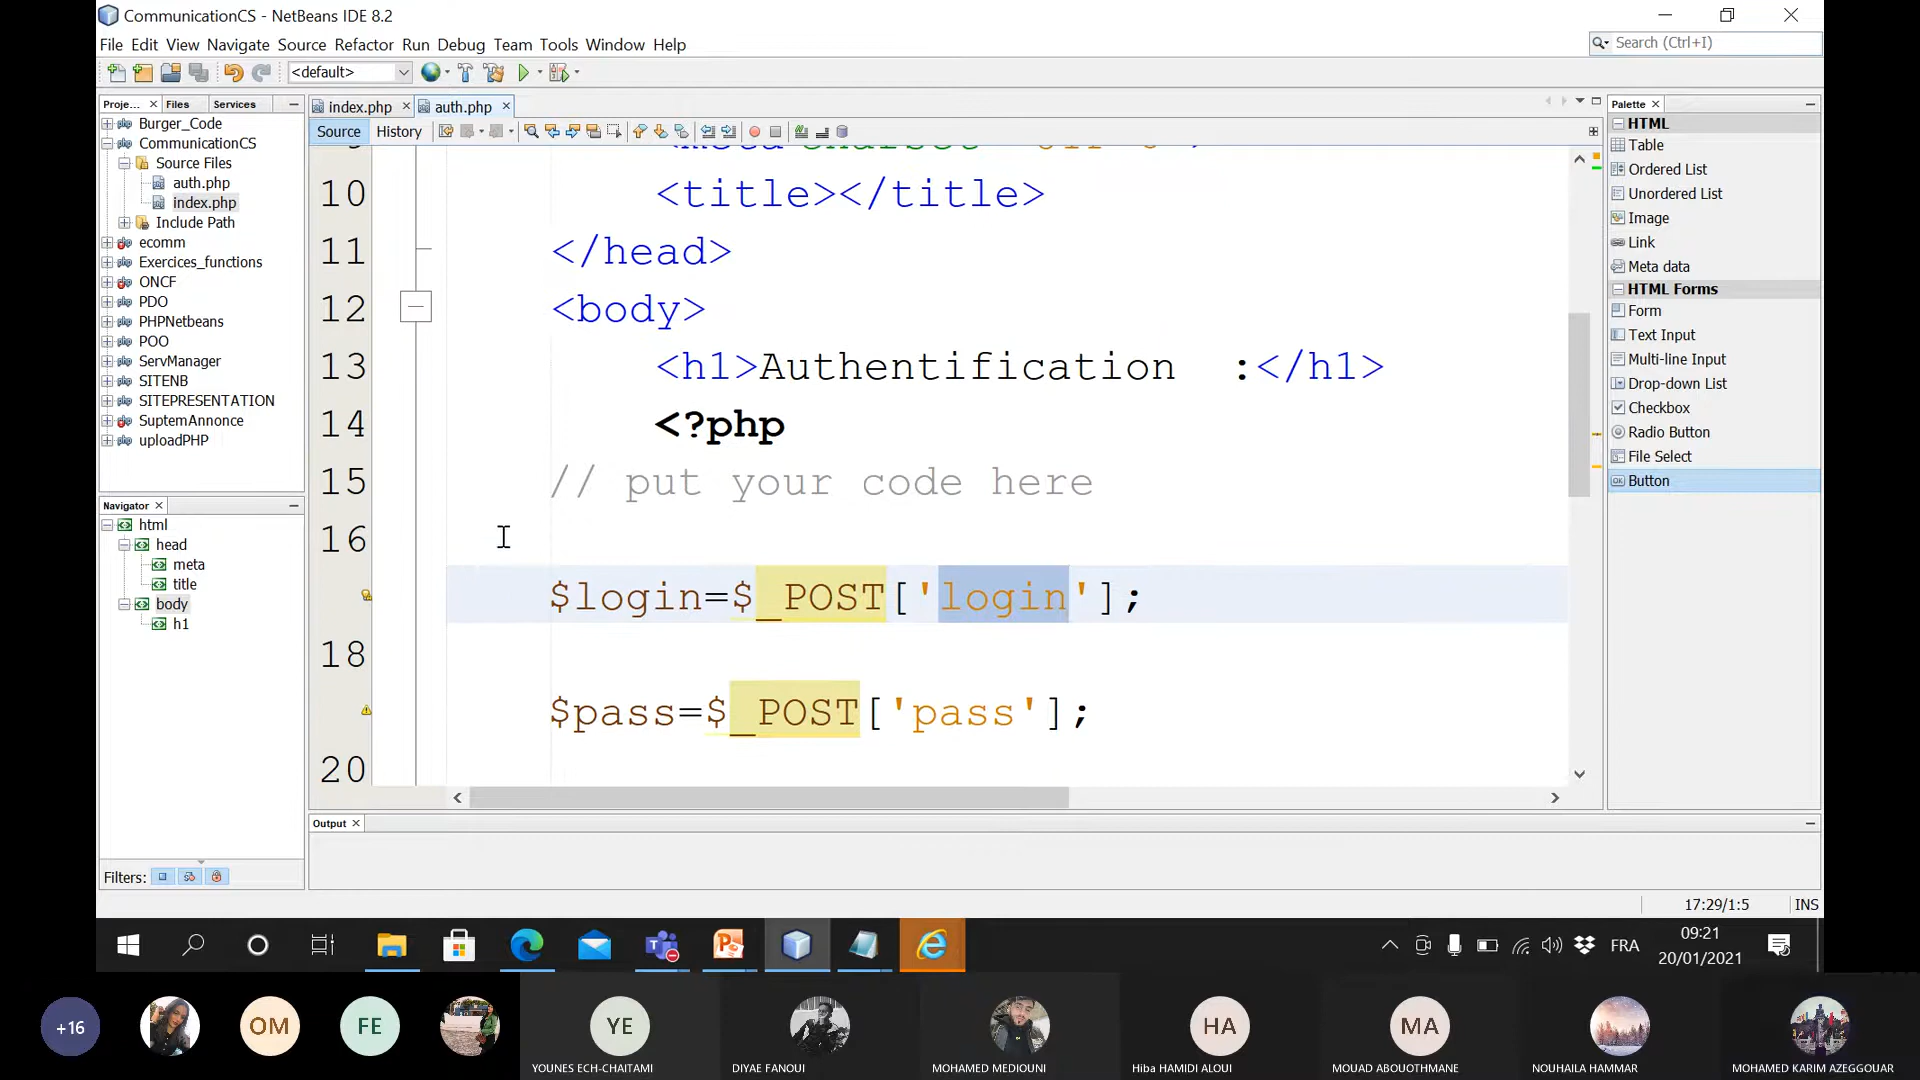 CommunicationCS - NetBeans IDE 8.2
File Edit View Navigate Source Refactor Run Debug Team Tools Window Help
Search (Ctrl+I)
<default>
Proje... Files Services
index.php auth.php
Palette
Source History
Burger_Code
CommunicationCS
Source Files
auth.php
index.php
Include Path
ecomm
Exercices_functions
ONCF
PDO
PHPNetbeans
POO
ServManager
SITENB
SITEPRESENTATION
SuptemAnnonce
uploadPHP
Navigator
html
head
meta
title
body
h1
Filters:
10 <title></title>
11 </head>
12 <body>
13 <h1>Authentification :</h1>
14 <?php
15 // put your code here
16
$login=$_POST['login'];
18
$pass=$_POST['pass'];
20
HTML
Table
Ordered List
Unordered List
Image
Link
Meta data
HTML Forms
Form
Text Input
Multi-line Input
Drop-down List
Checkbox
Radio Button
File Select
Button
Output
17:29/1:5 INS
FRA
09:21
20/01/2021
+16
OM
FE
YE
HA
MA
YOUNES ECH-CHAITAMI
DIYAE FANOUI
MOHAMED MEDIOUNI
Hiba HAMIDI ALOUI
MOUAD ABOUOTHMANE
NOUHAILA HAMMAR
MOHAMED KARIM AZEGGOUAR